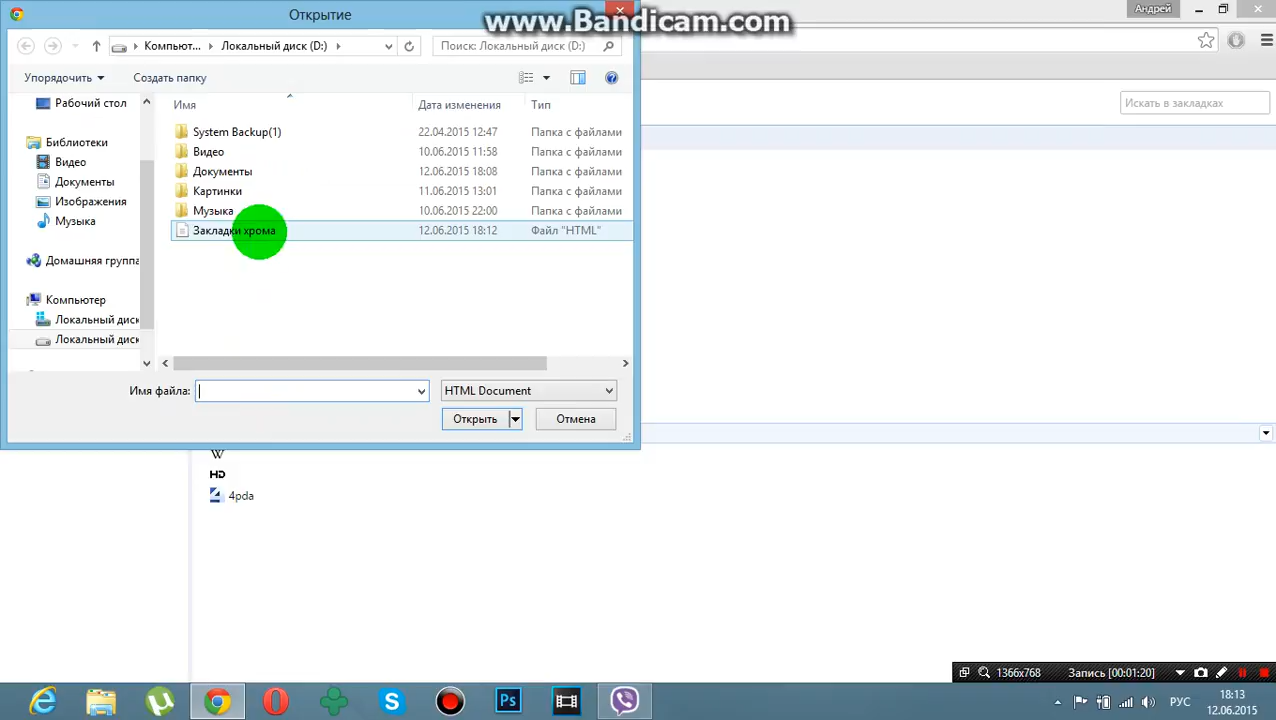 Открытие
www.Bandicam.com
Андрей
Компьют...
Локальный диск (D:)
Поиск: Локальный диск (D:)
Упорядочить
Создать папку
Искать в закладках
Имя
Дата изменения
Тип
Рабочий стол
Библиотеки
Видео
Документы
Изображения
Музыка
Домашняя группа
Компьютер
Локальный диск
Локальный диск
System Backup(1) 22.04.2015 12:47 Папка с файлами
Видео 10.06.2015 11:58 Папка с файлами
Документы 12.06.2015 18:08 Папка с файлами
Картинки 11.06.2015 13:01 Папка с файлами
Музыка 10.06.2015 22:00 Папка с файлами
Закладки хрома 12.06.2015 18:12 Файл "HTML"
Имя файла:
HTML Document
Открыть
Отмена
W
HD
4pda
1366x768
Запись [00:01:20]
Ps
РУС
18:13
12.06.2015